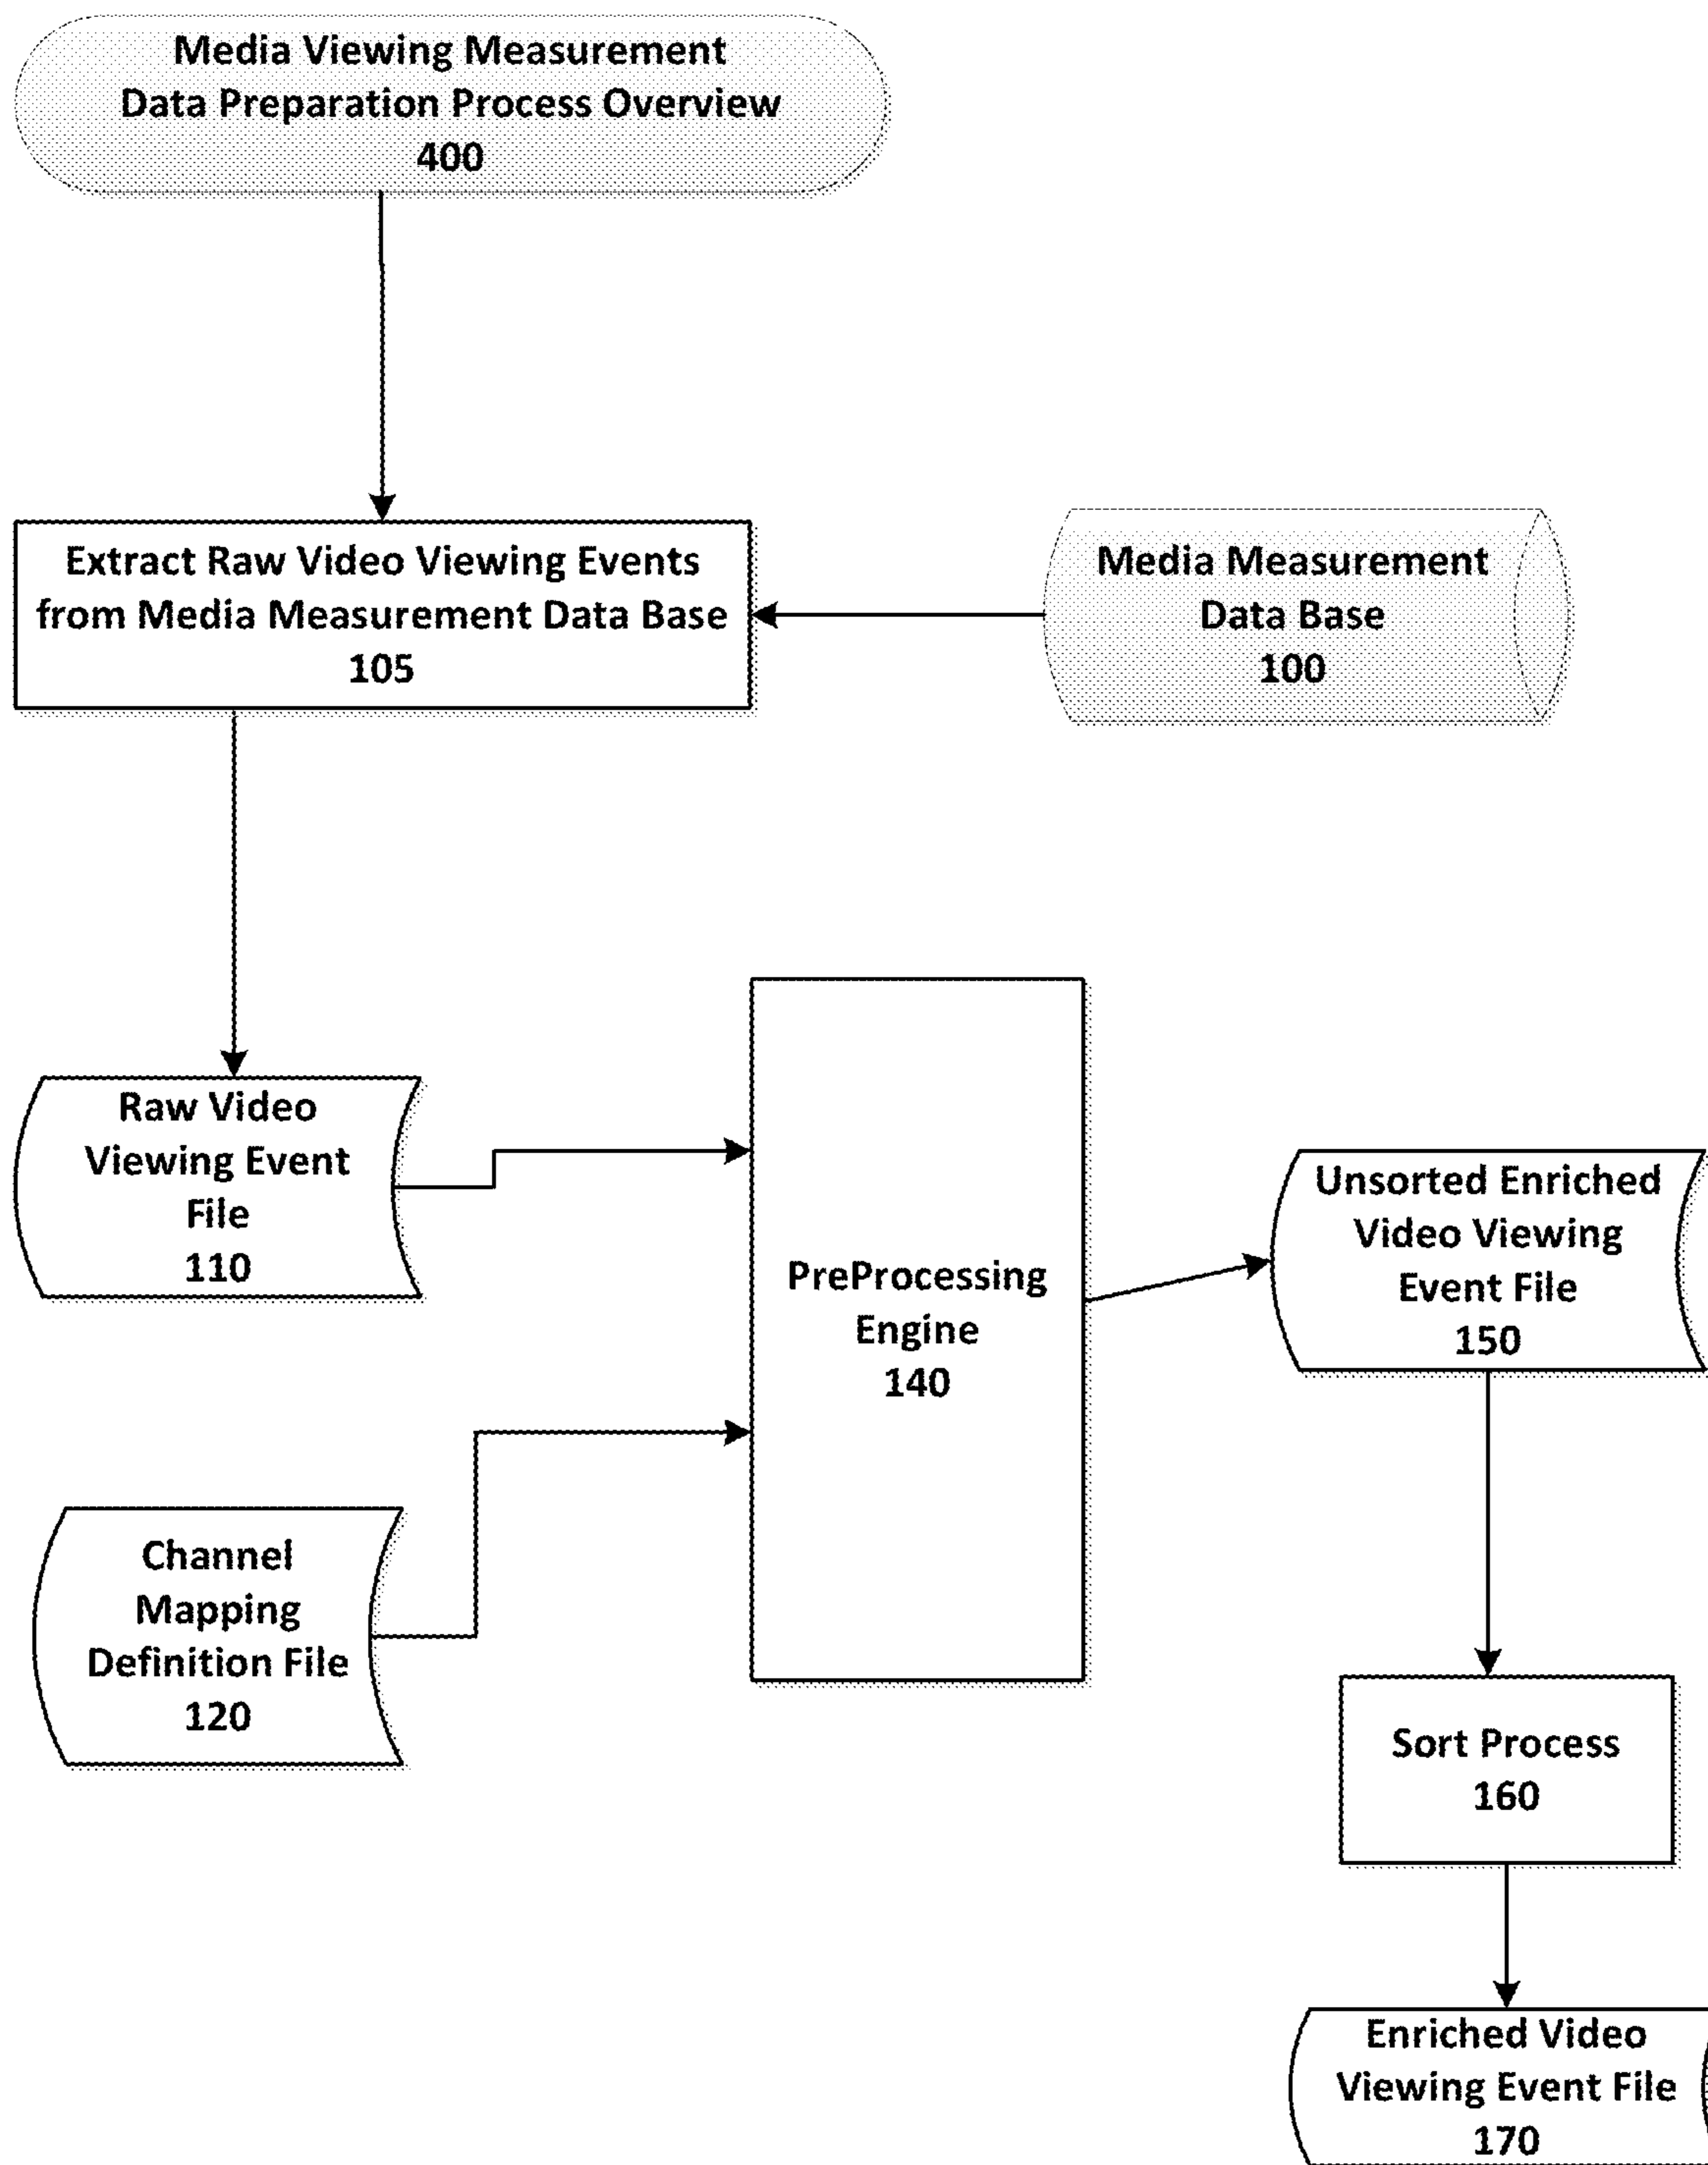 Media Viewing Measurement
Data Preparation Process Overview
400
Extract Raw Video Viewing Events
from Media Measurement Data Base
105
Media Measurement
Data Base
100
Raw Video
Viewing Event
File
110
PreProcessing
Engine
140
Unsorted Enriched
Video Viewing
Event File
150
Channel
Mapping
Definition File
120
Sort Process
160
Enriched Video
Viewing Event File
170